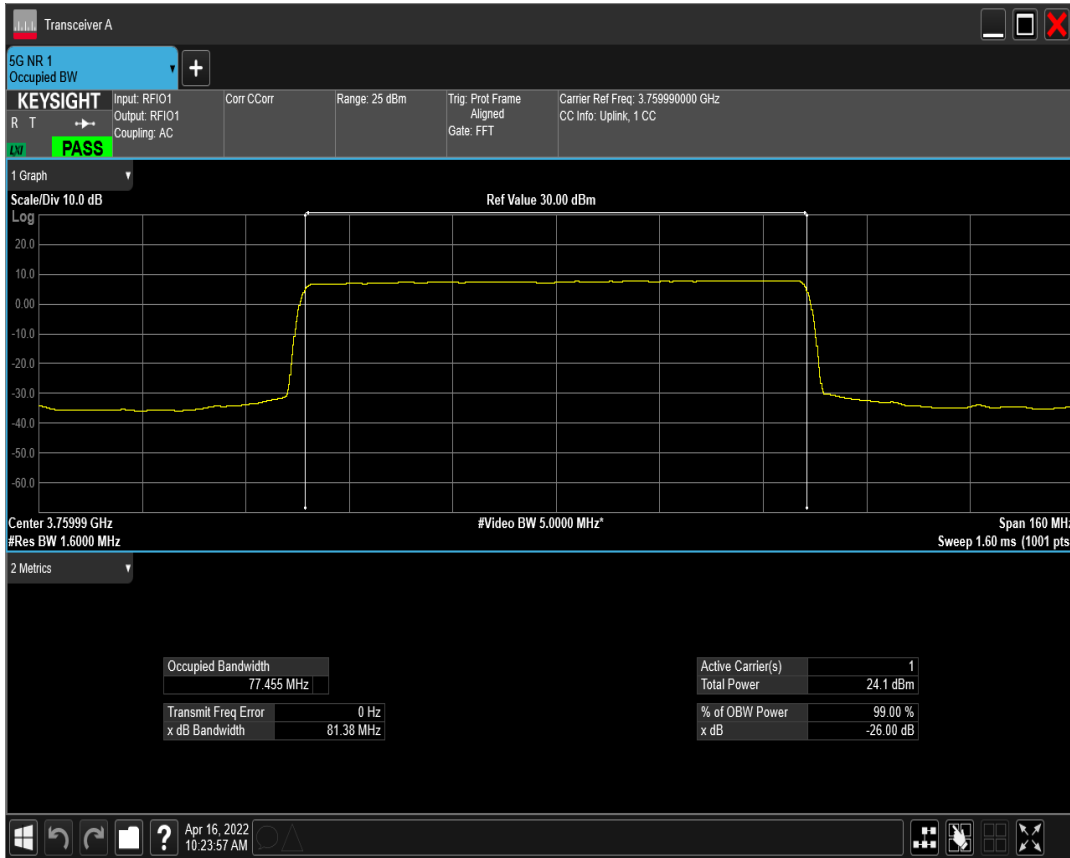 Transceiver A
5G NR 1
Occupied BW
KEYSIGHT
R T
LXI
PASS
Input: RFIO1
Output: RFIO1
Coupling: AC
Corr CCorr
Range: 25 dBm
Trig: Prot Frame
Aligned
Gate: FFT
Carrier Ref Freq: 3.759990000 GHz
CC Info: Uplink, 1 CC
1 Graph
Scale/Div 10.0 dB
Ref Value 30.00 dBm
Log
20.0
10.0
0.00
-10.0
-20.0
-30.0
-40.0
-50.0
-60.0
Center 3.75999 GHz
#Video BW 5.0000 MHz*
Span 160 MHz
#Res BW 1.6000 MHz
Sweep 1.60 ms (1001 pts
2 Metrics
Occupied Bandwidth
77.455 MHz
Transmit Freq Error 0 Hz
x dB Bandwidth 81.38 MHz
Active Carrier(s) 1
Total Power 24.1 dBm
% of OBW Power 99.00 %
x dB -26.00 dB
?
Apr 16, 2022
10:23:57 AM